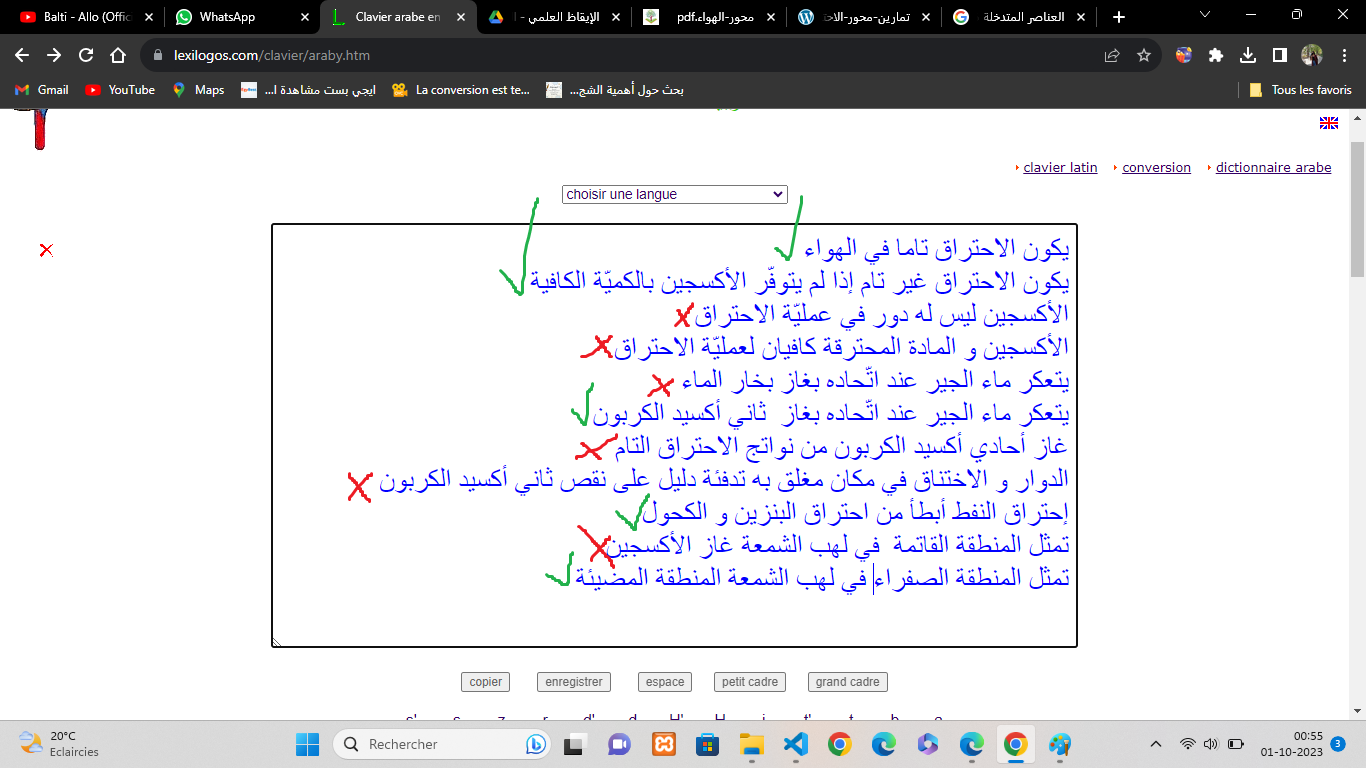 Balti - Allo (Offic
WhatsApp
Clavier arabe en
الإيقاظ العلمي - ا
محور-الهواء.pdf
تمارين-محور-الاح
العناصر المتدخلة
lexilogos.com/clavier/araby.htm
Gmail
YouTube
Maps
ايجي بست مشاهدة ا...
La conversion est te...
بحث حول أهمية الشج...
Tous les favoris
clavier latin
conversion
dictionnaire arabe
choisir une langue
يكون الاحتراق تاما في الهواء
يكون الاحتراق غير تام إذا لم يتوفّر الأكسجين بالكميّة الكافية
الأكسجين ليس له دور في عمليّة الاحتراق
الأكسجين و المادة المحترقة كافيان لعمليّة الاحتراق
يتعكر ماء الجير عند اتّحاده بغاز بخار الماء
يتعكر ماء الجير عند اتّحاده بغاز ثاني أكسيد الكربون
غاز أحادي أكسيد الكربون من نواتج الاحتراق التام
الدوار و الاختناق في مكان مغلق به تدفئة دليل على نقص ثاني أكسيد الكربون
إحتراق النفط أبطأ من احتراق البنزين و الكحول
تمثل المنطقة القاتمة في لهب الشمعة غاز الأكسجين
تمثل المنطقة الصفراء في لهب الشمعة المنطقة المضيئة
copier
enregistrer
espace
petit cadre
grand cadre
20°C
Eclaircies
Rechercher
00:55
01-10-2023
3